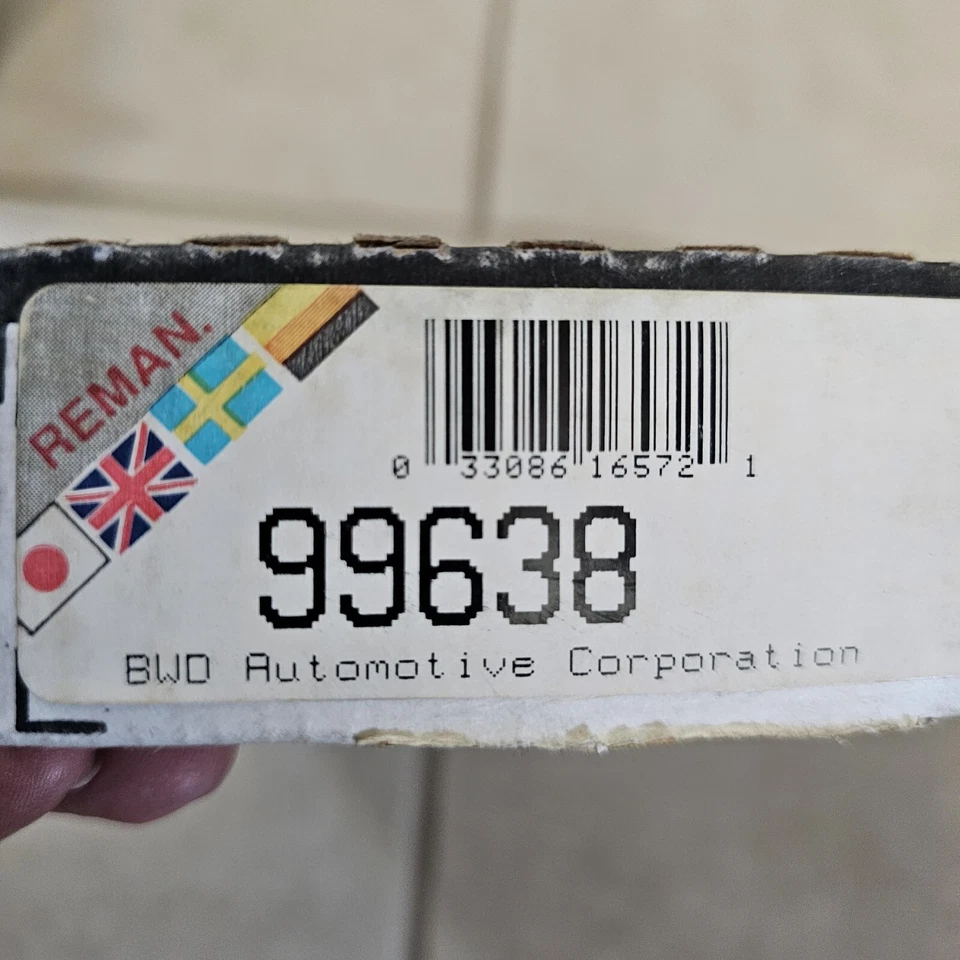 REMAN.
0 33086 16572 1
99638
BWD Automotive Corporation